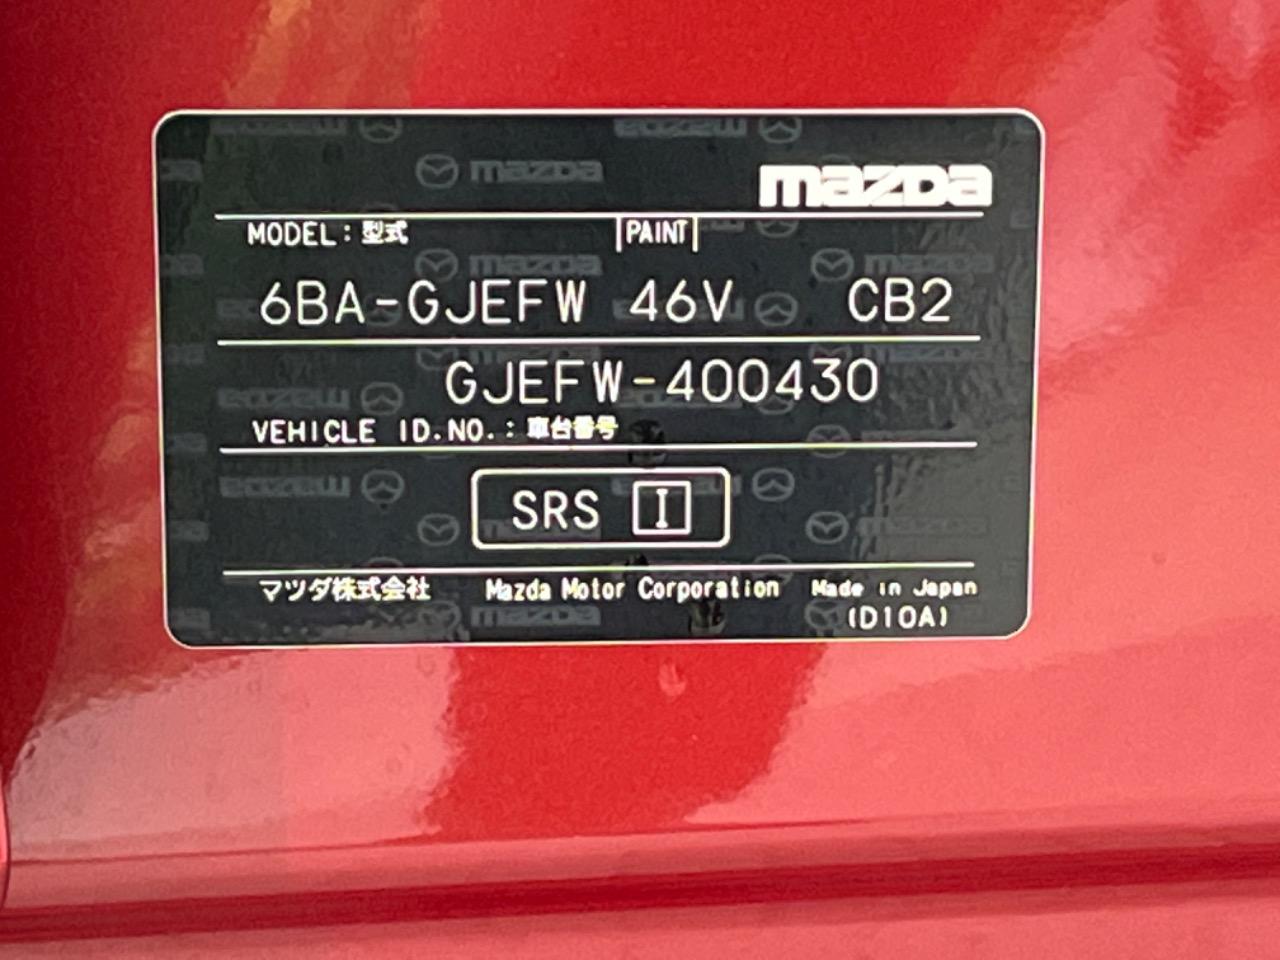 mazda
MODEL：型式 PAINT
6BA-GJEFW 46V CB2
GJEFW-400430
VEHICLE ID.NO.：車台番号
SRS I
マツダ株式会社 Mazda Motor Corporation Made in Japan
(D10A)